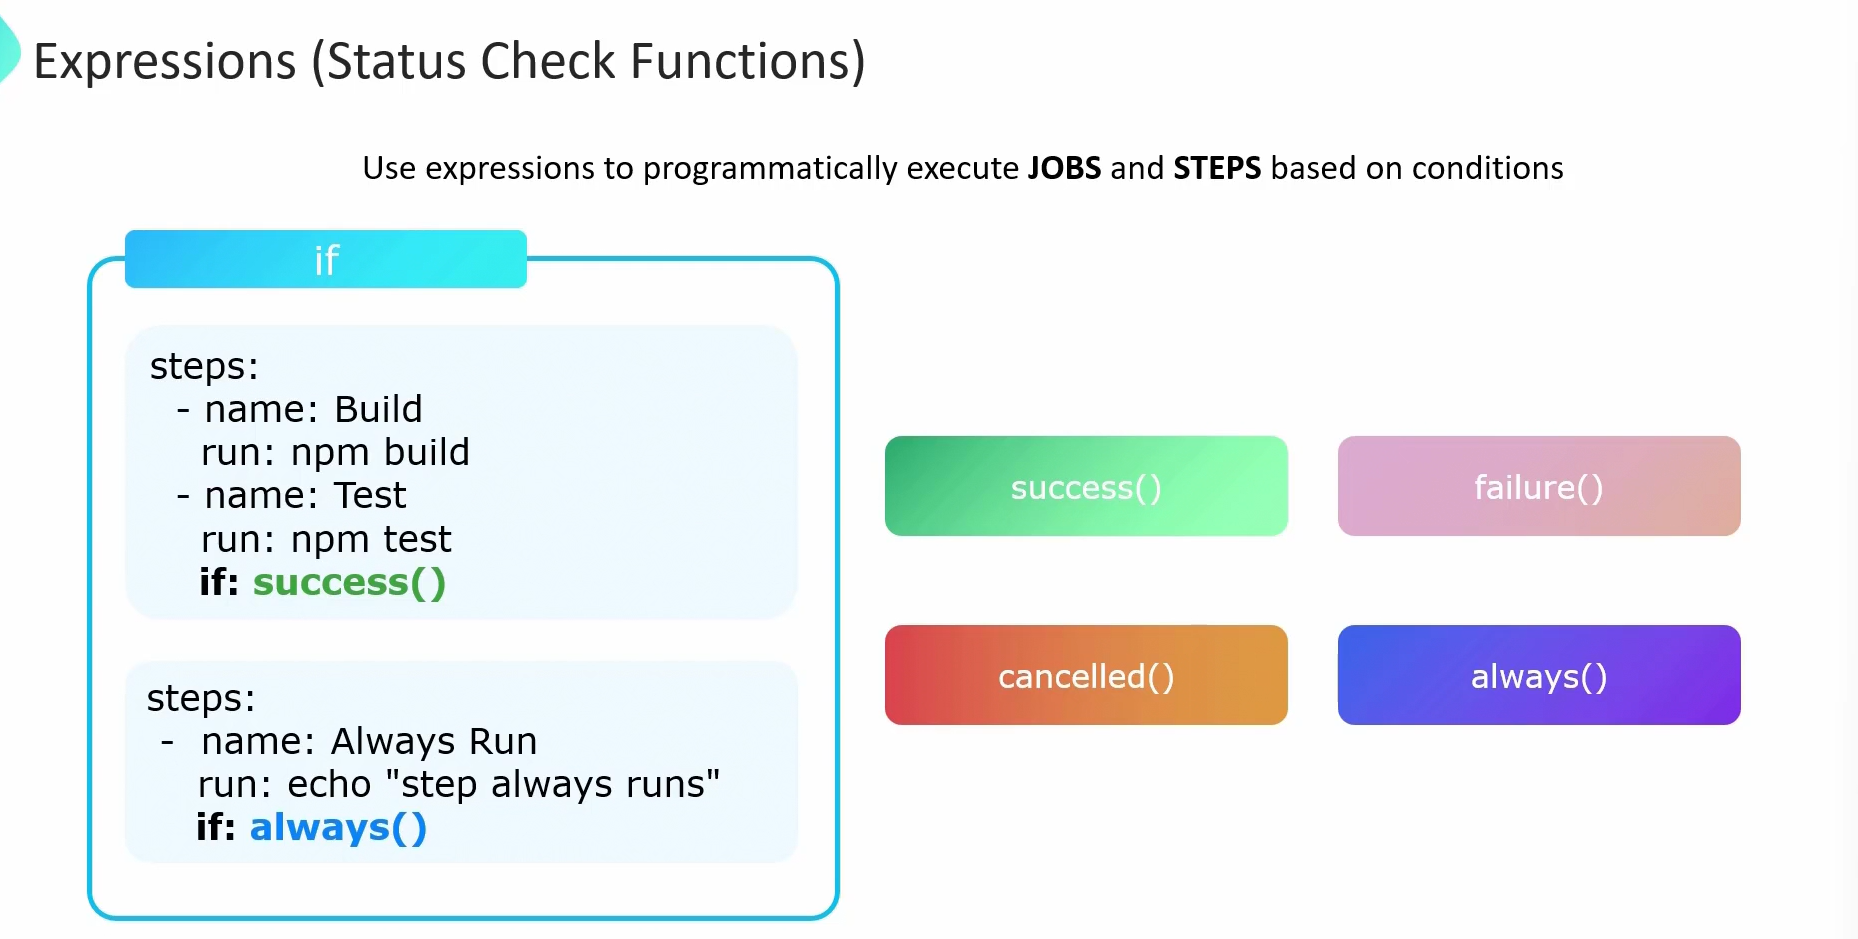 Expressions (Status Check Functions)
Use expressions to programmatically execute JOBS and STEPS based on conditions
if
steps:
- name: Build
run: npm build
- name: Test
run: npm test
if: success()
steps:
- name: Always Run
run: echo "step always runs"
if: always()
success()
failure()
cancelled()
always()